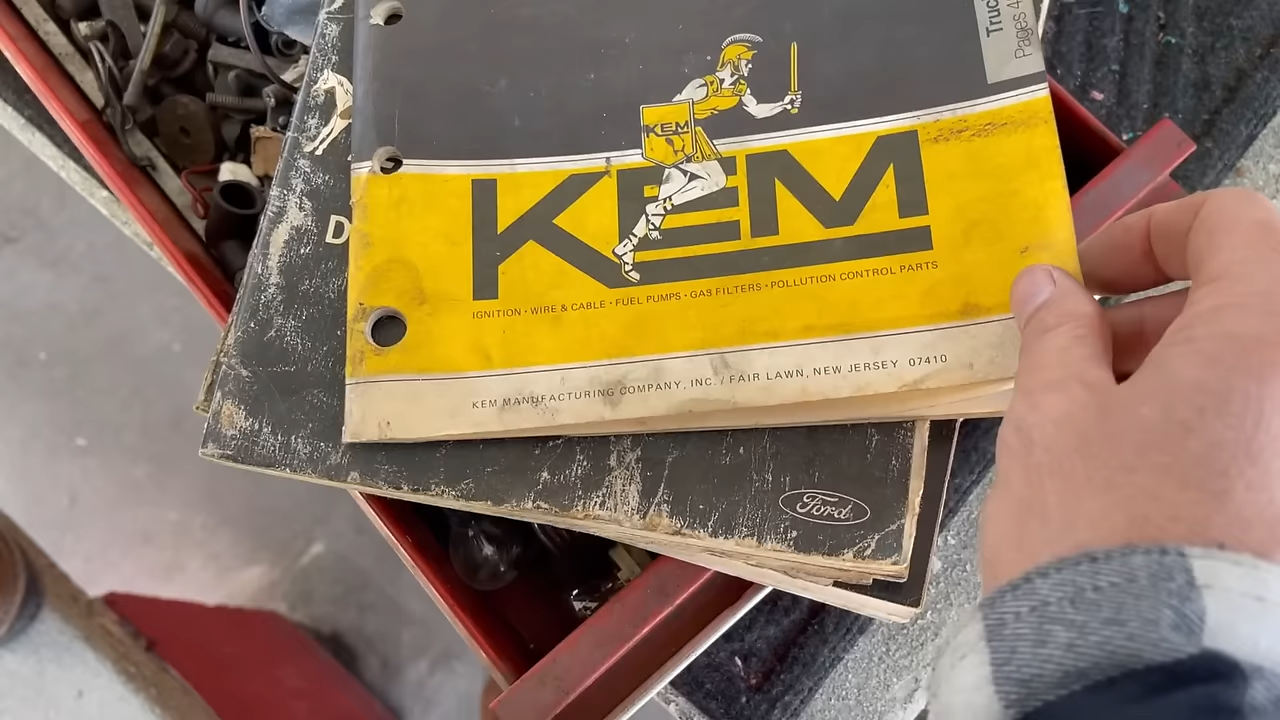 Truc
Pages 4
KEM
KEM
IGNITION • WIRE & CABLE • FUEL PUMPS • GAS FILTERS • POLLUTION CONTROL PARTS
KEM MANUFACTURING COMPANY, INC. / FAIR LAWN, NEW JERSEY 07410
D
Ford